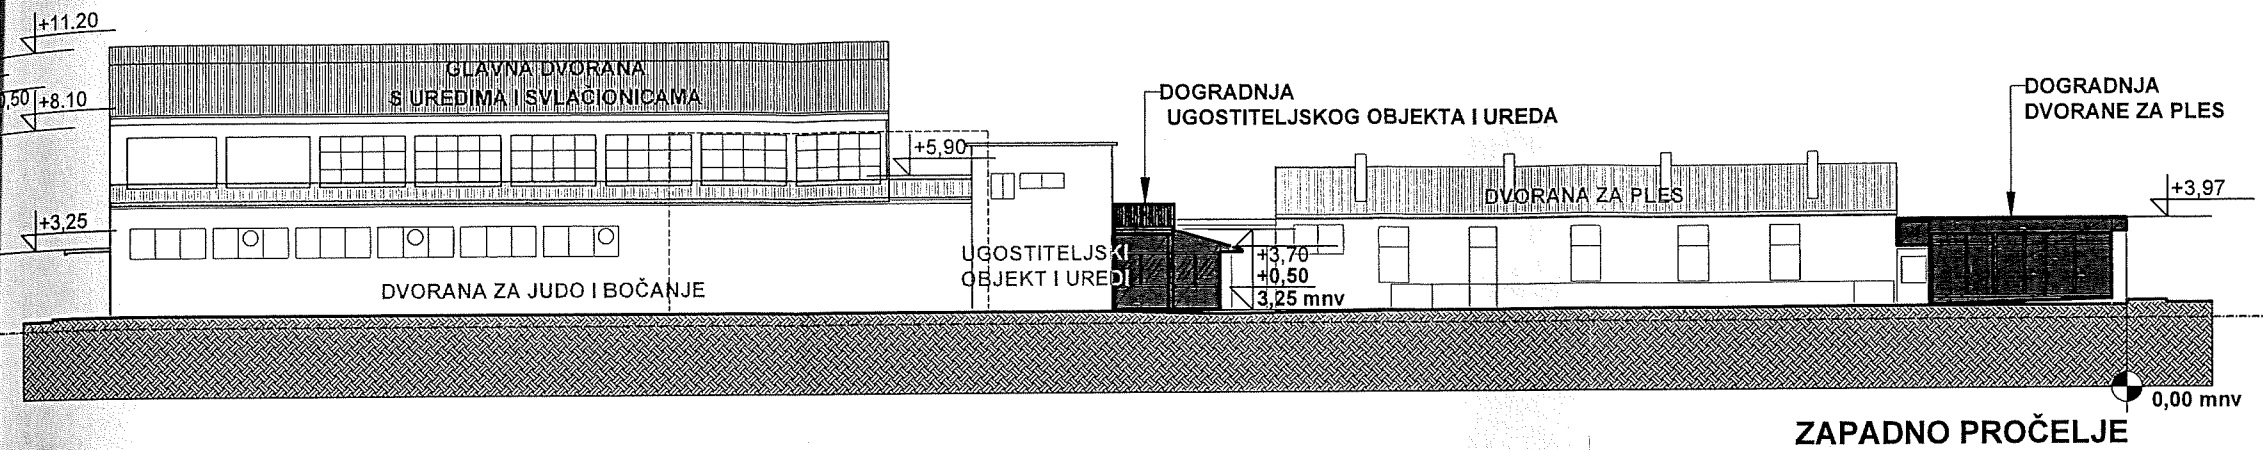 +11.20
GLAVNA DVORANA
S UREDIMA I SVLAČIONICAMA
+8.10
DOGRADNJA
UGOSTITELJSKOG OBJEKTA I UREDA
DOGRADNJA
DVORANE ZA PLES
+5,90
DVORANA ZA PLES
+3,97
+3,25
UGOSTITELJSKI
OBJEKT I UREDI
+3,70
+0,50
3,25 mnv
DVORANA ZA JUDO I BOČANJE
0,00 mnv
ZAPADNO PROČELJE